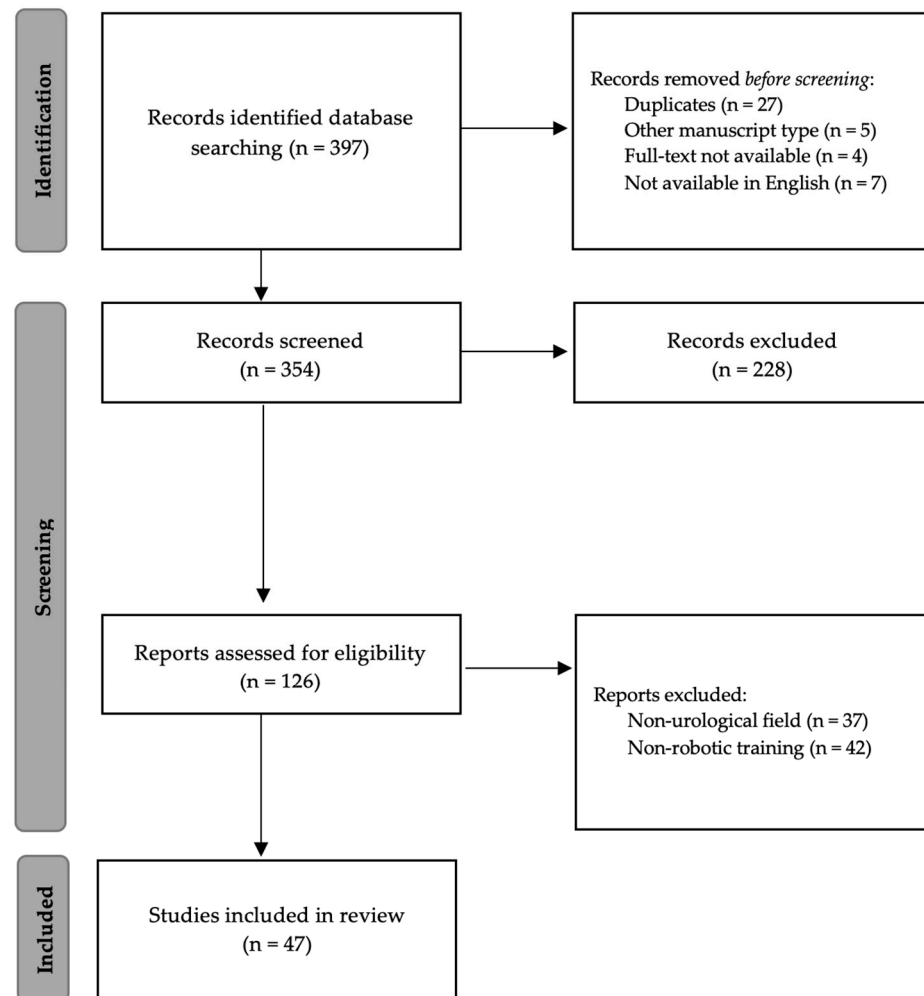 Identification
Records identified database
searching (n = 397)
Records removed before screening:
Duplicates (n = 27)
Other manuscript type (n = 5)
Full-text not available (n = 4)
Not available in English (n = 7)
Screening
Records screened
(n = 354)
Records excluded
(n = 228)
Reports assessed for eligibility
(n = 126)
Reports excluded:
Non-urological field (n = 37)
Non-robotic training (n = 42)
Included
Studies included in review
(n = 47)